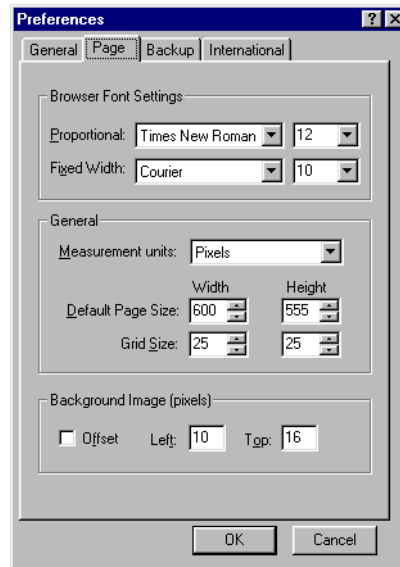 Preferences
General Page Backup International
Browser Font Settings
Proportional: Times New Roman 12
Fixed Width: Courier 10
General
Measurement units: Pixels
Width Height
Default Page Size: 600 555
Grid Size: 25 25
Background Image (pixels)
Offset Left: 10 Top: 16
OK Cancel